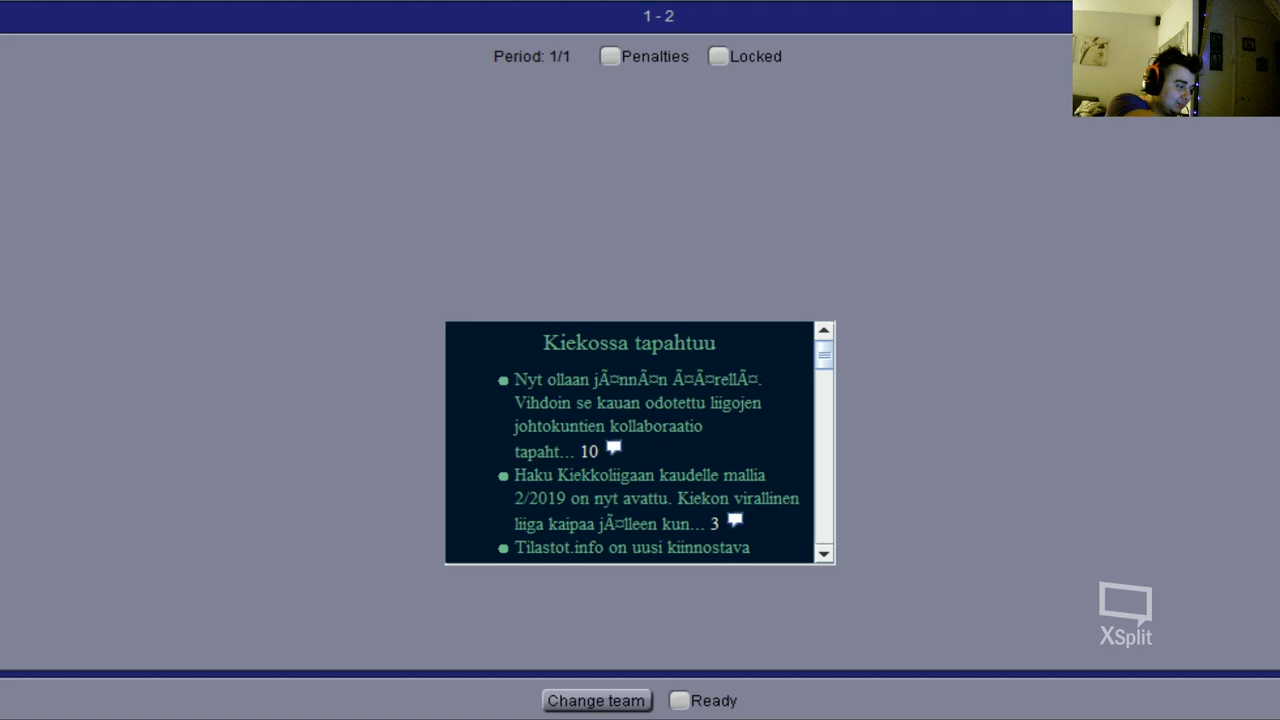 1 - 2
Period: 1/1 Penalties Locked
Kiekossa tapahtuu
Nyt ollaan jÃ¤nnÃ¤n Ã¤Ã¤rellÃ¤.
Vihdoin se kauan odotettu liigojen
johtokuntien kollaboraatio
tapaht... 10
Haku Kiekkoliigaan kaudelle mallia
2/2019 on nyt avattu. Kiekon virallinen
liiga kaipaa jÃ¤lleen kun... 3
Tilastot.info on uusi kiinnostava
XSplit
Change team Ready